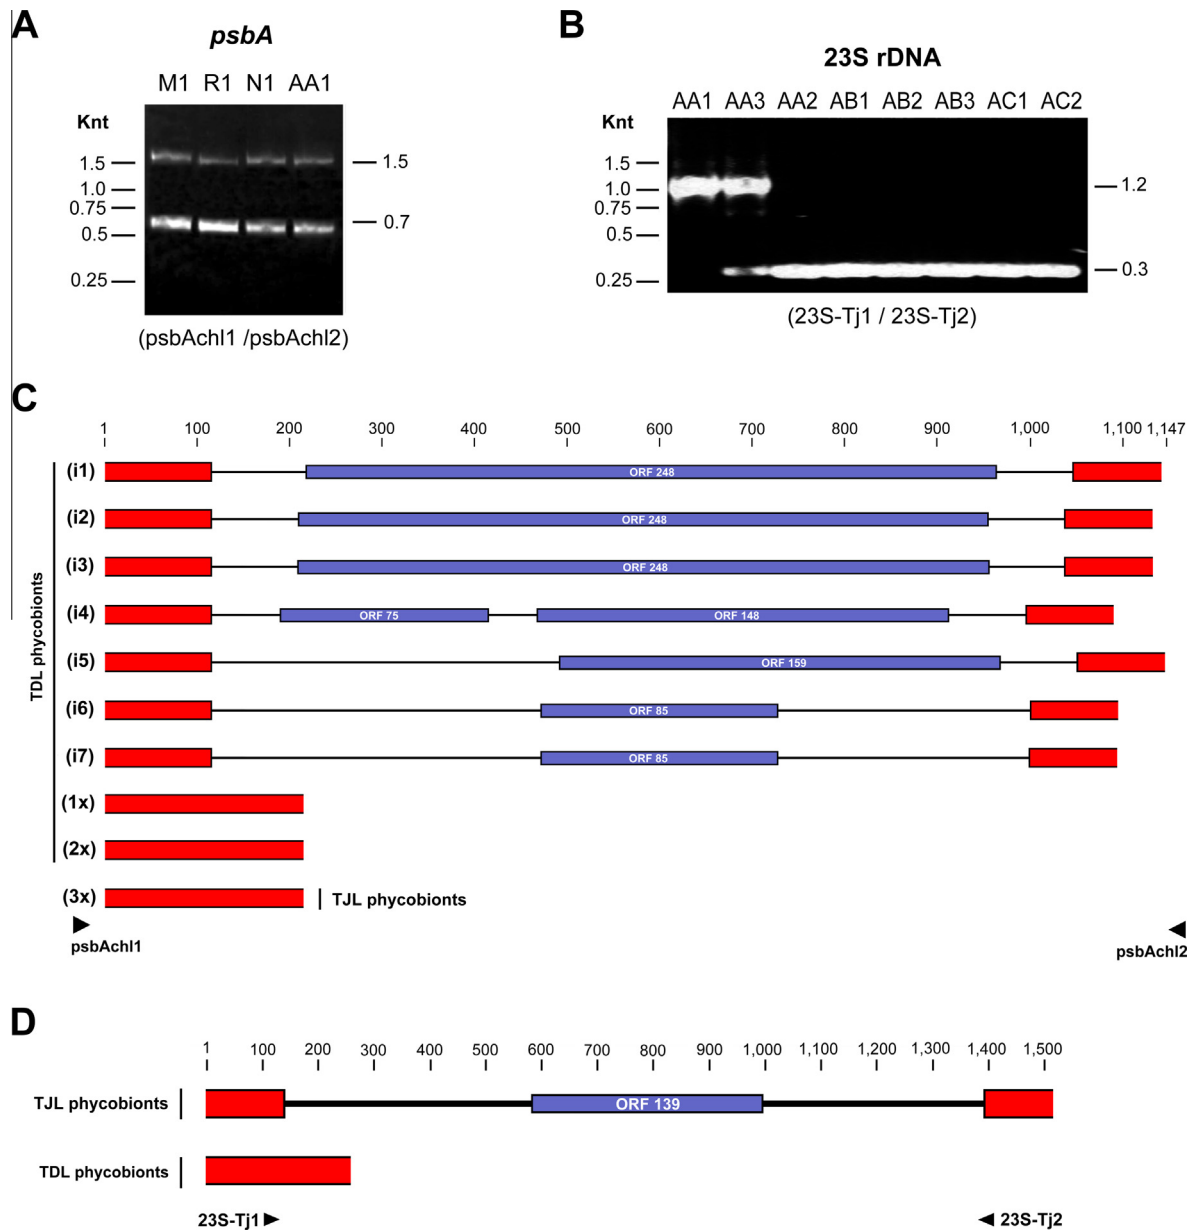 A
psbA
M1 R1 N1 AA1
Knt
1.5
1.0
0.75
0.5
0.25
1.5
0.7
(psbAchl1 /psbAchl2)
B
23S rDNA
AA1 AA3 AA2 AB1 AB2 AB3 AC1 AC2
Knt
1.5
1.0
0.75
0.5
0.25
1.2
0.3
(23S-Tj1 / 23S-Tj2)
C
1 100 200 300 400 500 600 700 800 900 1,000 1,100 1,147
TDL phycobionts
(i1) ORF 248
(i2) ORF 248
(i3) ORF 248
(i4) ORF 75 ORF 148
(i5) ORF 159
(i6) ORF 85
(i7) ORF 85
(1x)
(2x)
(3x) TJL phycobionts
psbAchl1 psbAchl2
D
1 100 200 300 400 500 600 700 800 900 1,000 1,100 1,200 1,300 1,400 1,500
TJL phycobionts ORF 139
TDL phycobionts
23S-Tj1 23S-Tj2